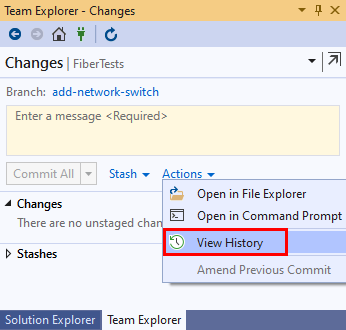 Team Explorer - Changes
Changes | FiberTests
Branch: add-network-switch
Enter a message <Required>
Commit All Stash Actions
Open in File Explorer
Open in Command Prompt
View History
Amend Previous Commit
Changes
There are no unstaged chan
Stashes
Solution Explorer Team Explorer